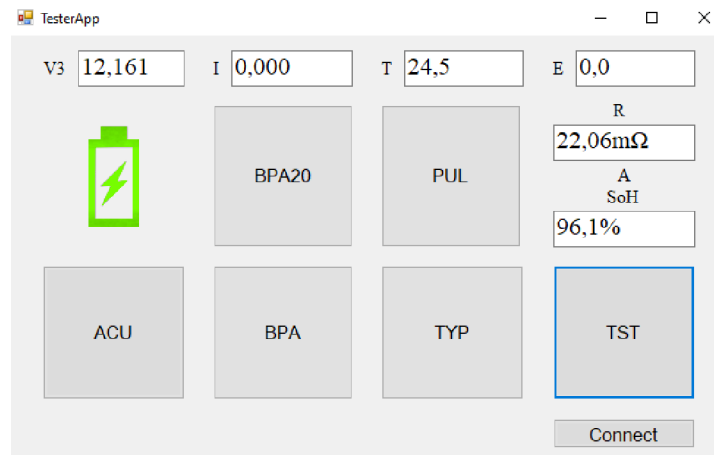 TesterApp
V3 12,161 I 0,000 T 24,5 E 0,0
R
22,06mΩ
A
SoH
96,1%
BPA20 PUL
ACU BPA TYP TST
Connect